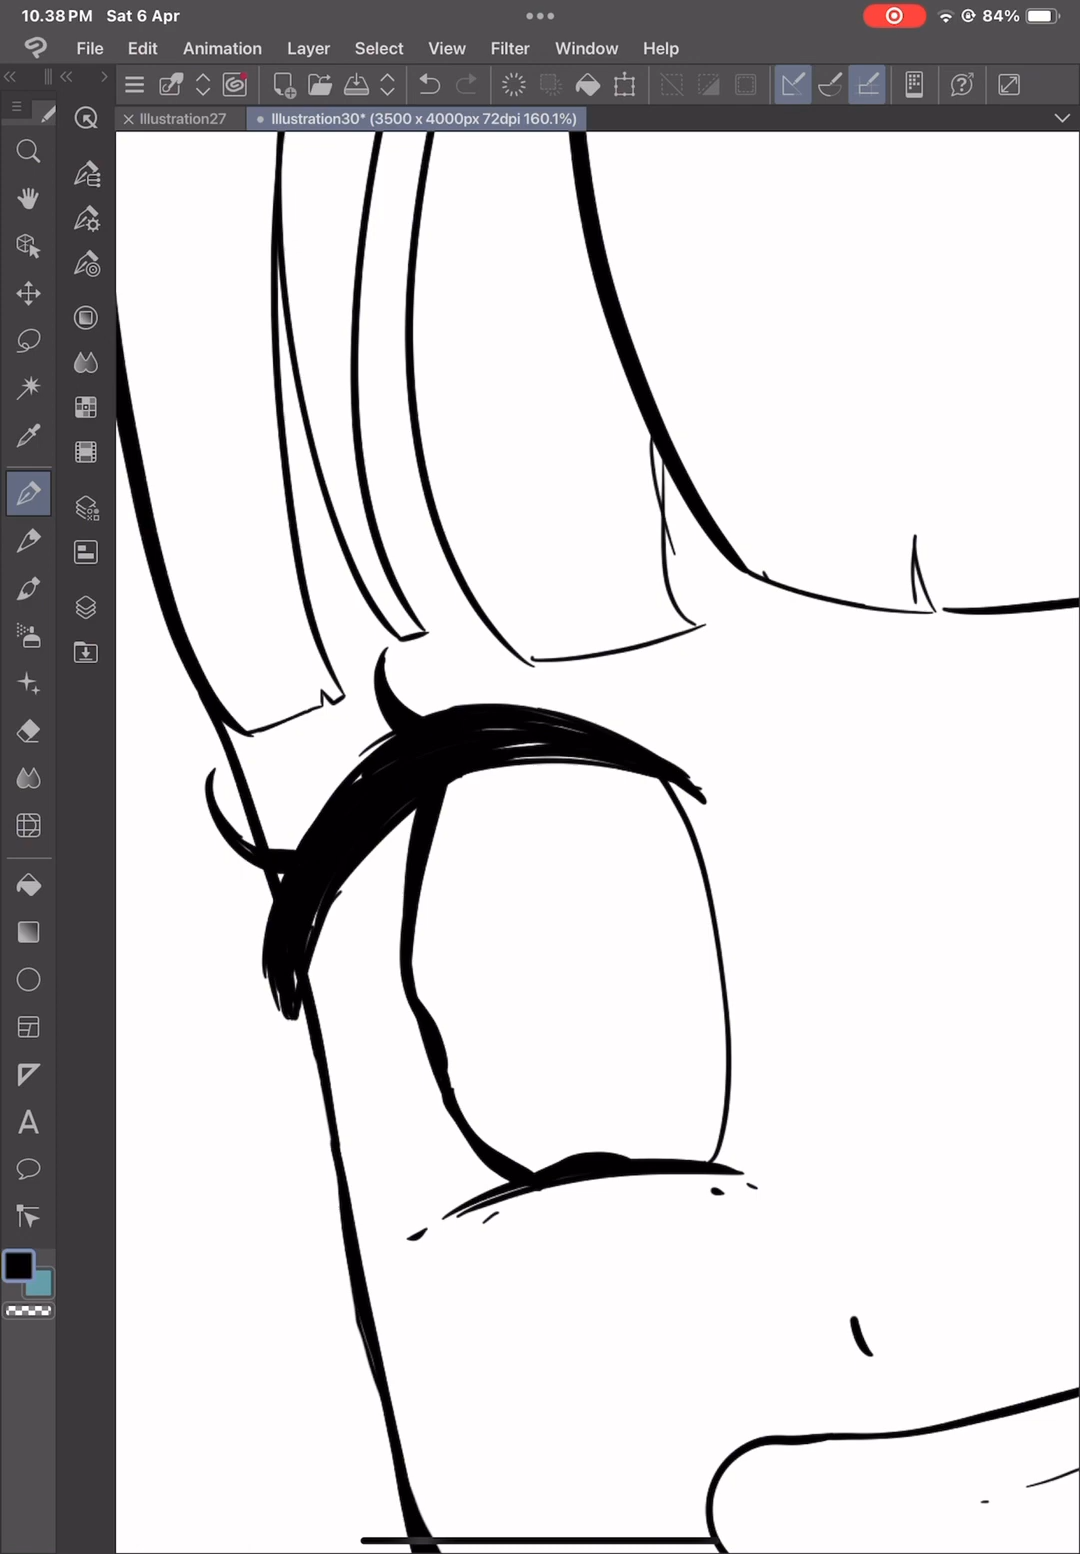 10.38 PM Sat 6 Apr 84%
File Edit Animation Layer Select View Filter Window Help
Illustration27 Illustration30* (3500 x 4000px 72dpi 160.1%)
A